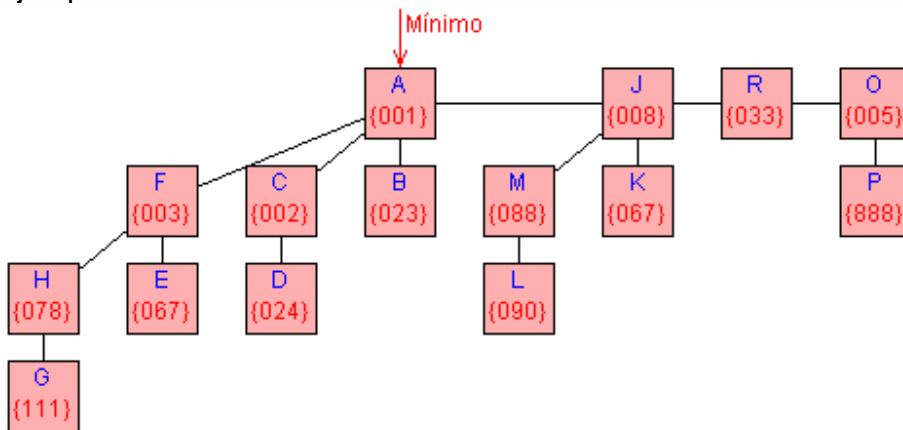 Mínimo
A J R O
{001} {008} {033} {005}
F C B M K P
{003} {002} {023} {088} {067} {888}
H E D L
{078} {067} {024} {090}
G
{111}